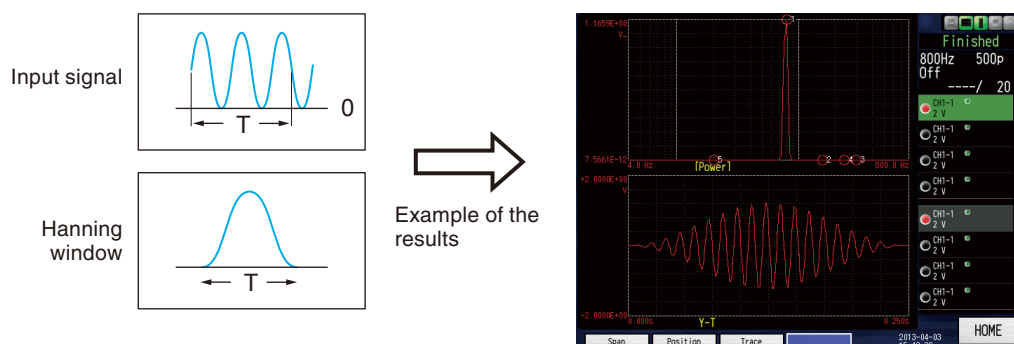 Input signal
0
T
Hanning
window
T
Example of the
results
1.1659E+00
V
1
7.5661E-12
4.0 Hz
5
2
4
3
800.0 Hz
[Power]
+2.0000E+00
V
-2.0000E+00
0.000s
Y-T
0.250s
Finished
800Hz 500p
Off
----/ 20
CH1-1
2 V
CH1-1
2 V
CH1-1
2 V
CH1-1
2 V
CH1-1
2 V
CH1-1
2 V
CH1-1
2 V
CH1-1
2 V
Span
Position
Trace
2013-04-03
HOME